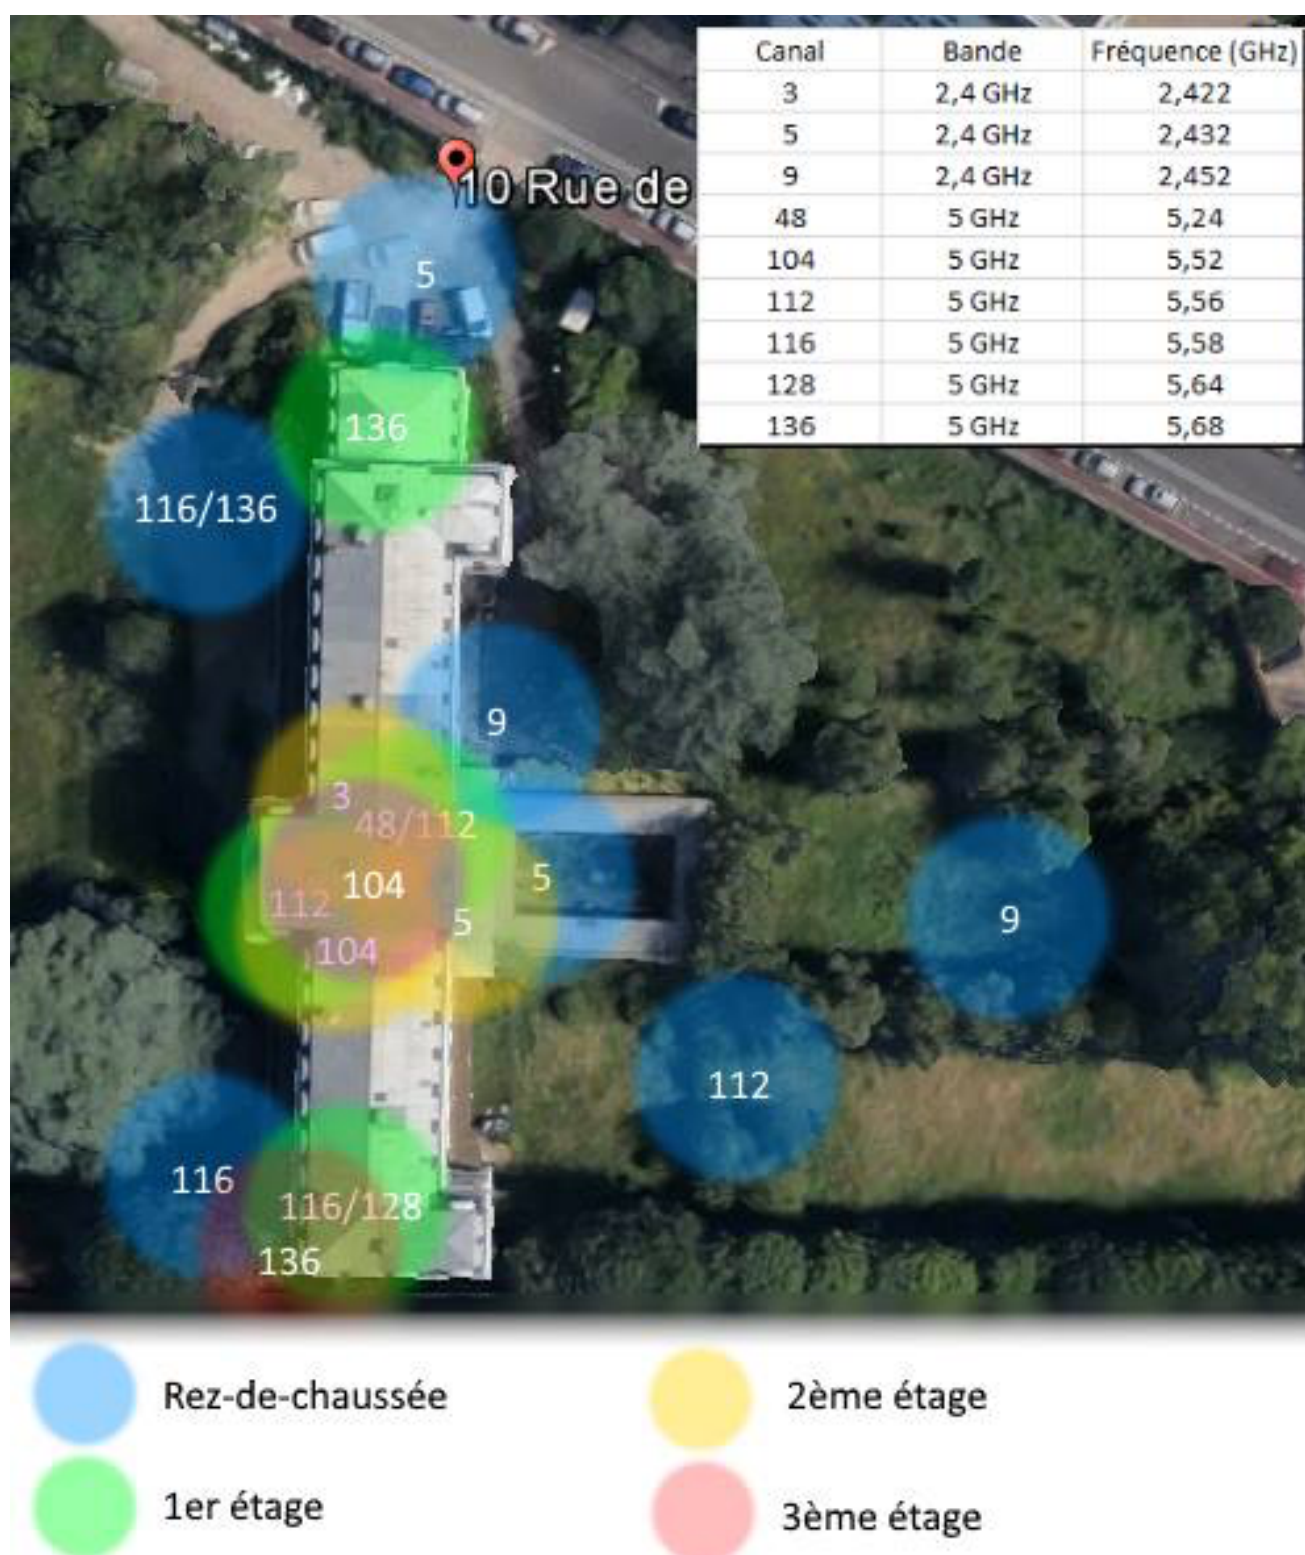 Canal Bande Fréquence (GHz)
3 2,4 GHz 2,422
5 2,4 GHz 2,432
9 2,4 GHz 2,452
48 5 GHz 5,24
104 5 GHz 5,52
112 5 GHz 5,56
116 5 GHz 5,58
128 5 GHz 5,64
136 5 GHz 5,68
10 Rue de
5
136
116/136
9
3
48/112
104
5
112
5
9
104
112
116
116/128
136
Rez-de-chaussée
2ème étage
1er étage
3ème étage